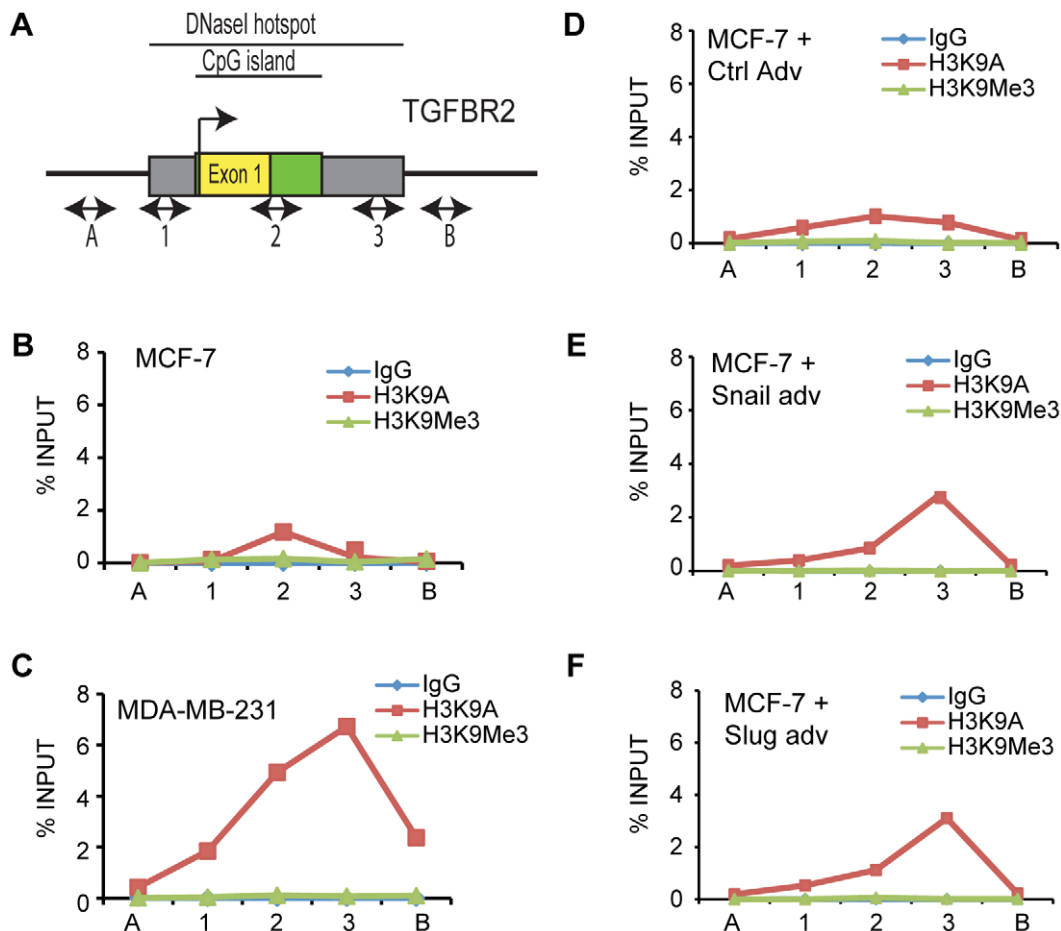 A
DNaseI hotspot
CpG island
TGFBR2
Exon 1
A 1 2 3 B
B
MCF-7
IgG
H3K9A
H3K9Me3
% INPUT
8
6
4
2
0
A 1 2 3 B
C
MDA-MB-231
IgG
H3K9A
H3K9Me3
% INPUT
8
6
4
2
0
A 1 2 3 B
D
MCF-7 +
Ctrl Adv
IgG
H3K9A
H3K9Me3
% INPUT
8
6
4
2
0
A 1 2 3 B
E
MCF-7 +
Snail adv
IgG
H3K9A
H3K9Me3
% INPUT
8
6
4
2
0
A 1 2 3 B
F
MCF-7 +
Slug adv
IgG
H3K9A
H3K9Me3
% INPUT
8
6
4
2
0
A 1 2 3 B